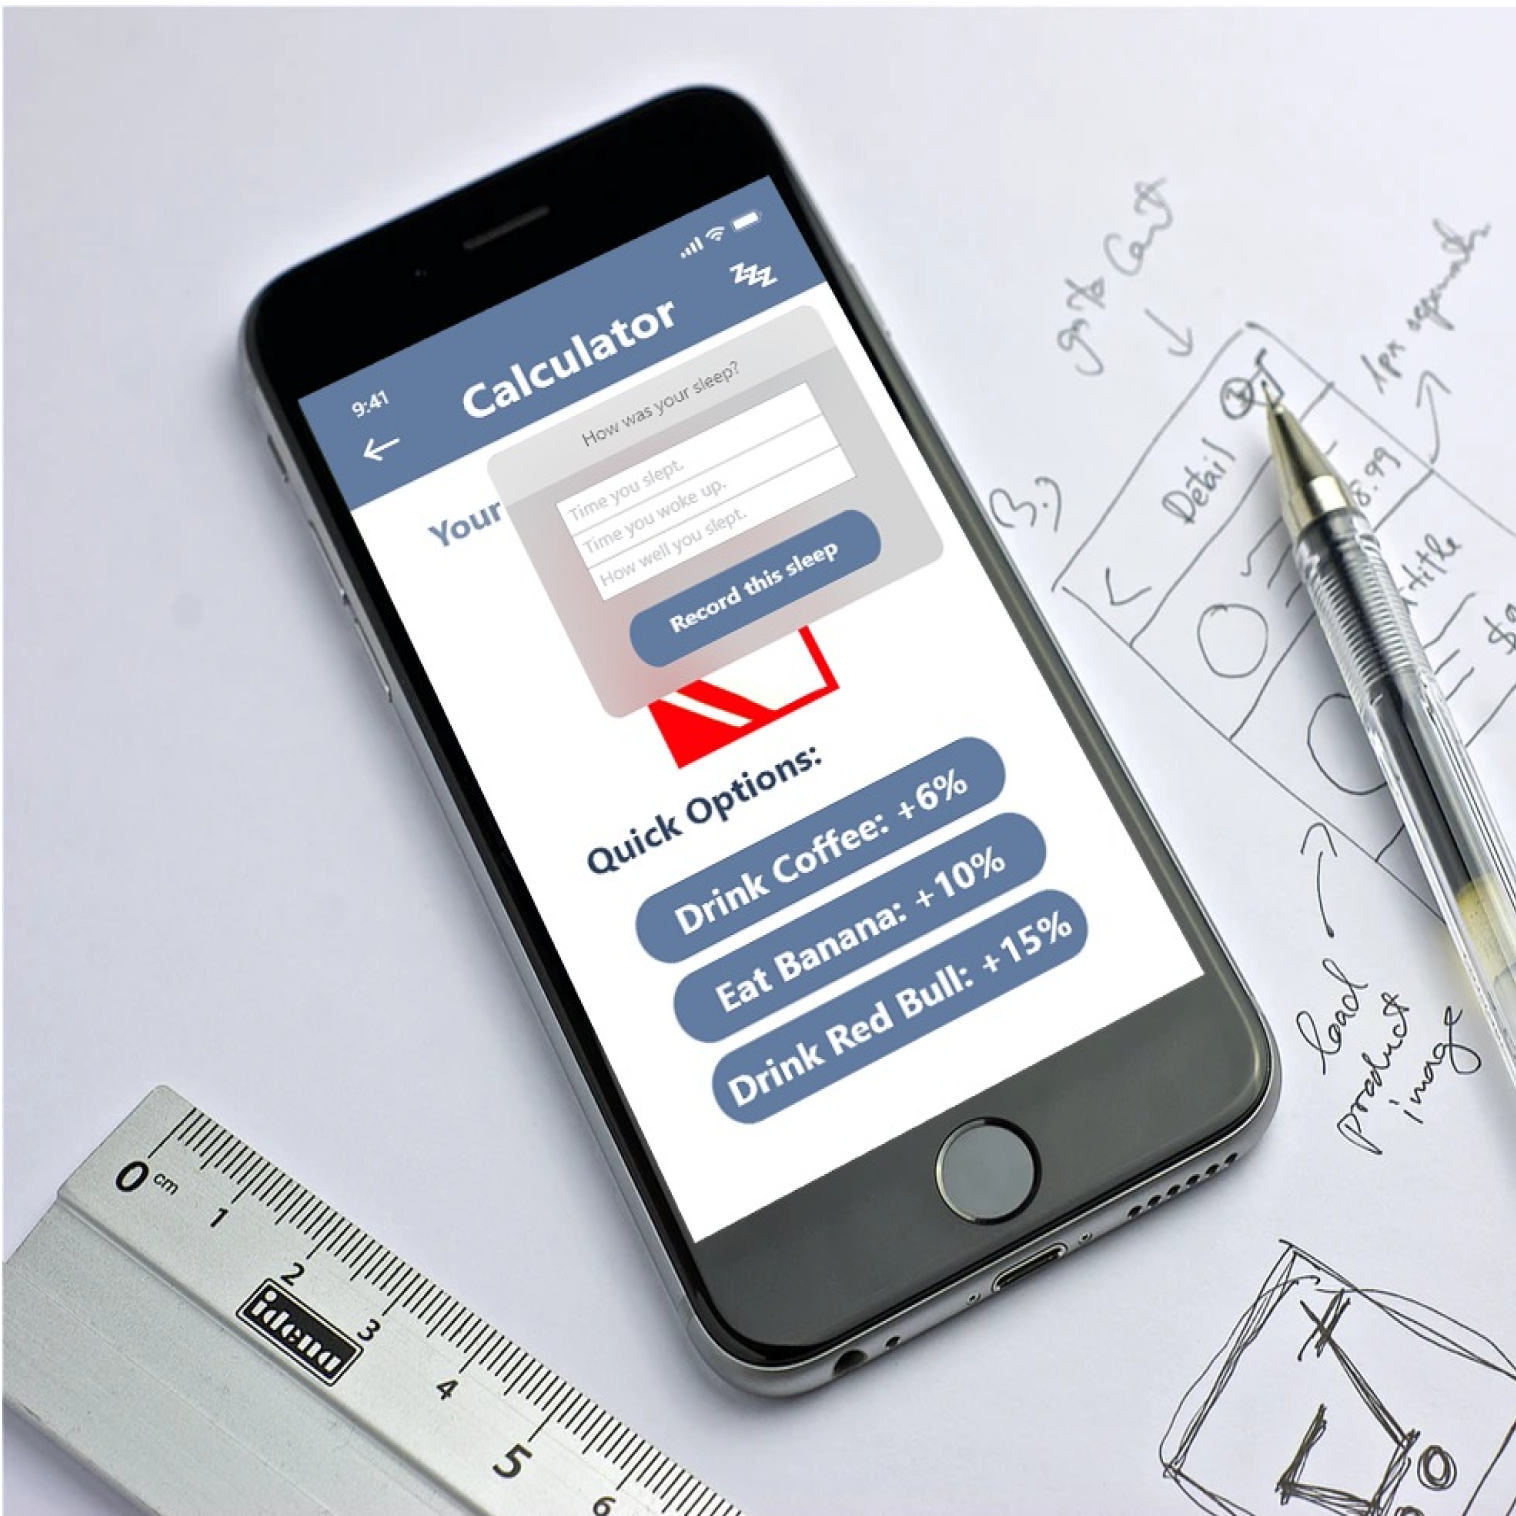 9:41
Calculator
zzz
Your
How was your sleep?
Time you slept.
Time you woke up.
How well you slept.
Record this sleep
Quick Options:
Drink Coffee: +6%
Eat Banana: +10%
Drink Red Bull: +15%
go to Cart
1px
3.)
Detail
8.99
title
load
product
image
0 cm
1
2
3
4
5
6
idena